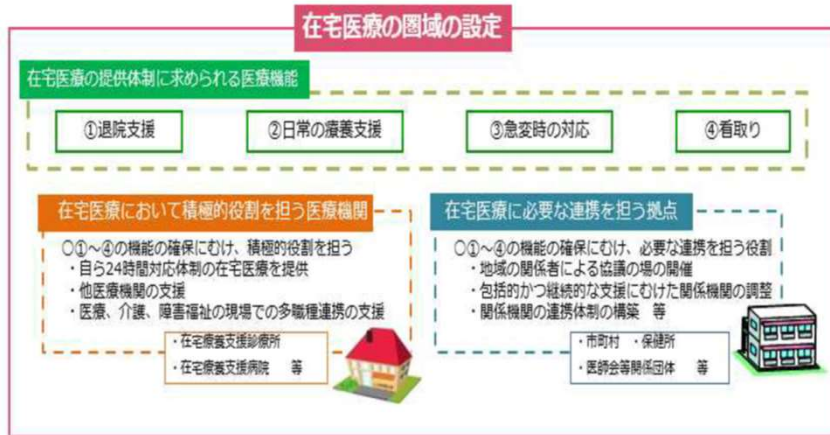 在宅医療の圏域の設定
在宅医療の提供体制に求められる医療機能
①退院支援
②日常の療養支援
③急変時の対応
④看取り
在宅医療において積極的役割を担う医療機関
○①～④の機能の確保にむけ、積極的役割を担う
・自ら24時間対応体制の在宅医療を提供
・他医療機関の支援
・医療、介護、障害福祉の現場での多職種連携の支援
・在宅療養支援診療所
・在宅療養支援病院　等
在宅医療に必要な連携を担う拠点
○①～④の機能の確保にむけ、必要な連携を担う役割
・地域の関係者による協議の場の開催
・包括的かつ継続的な支援にむけた関係機関の調整
・関係機関の連携体制の構築　等
・市町村　・保健所
・医師会等関係団体　等